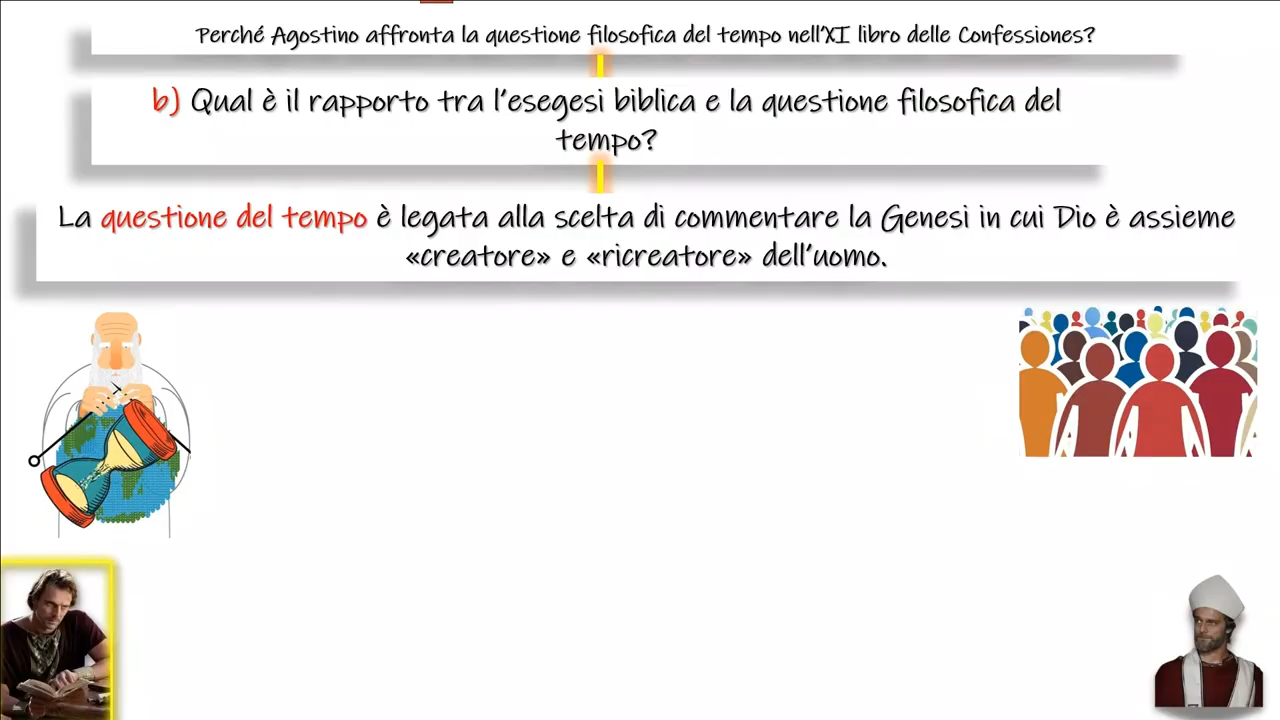 Perché Agostino affronta la questione filosofica del tempo nell'XI libro delle Confessiones?
b) Qual è il rapporto tra l'esegesi biblica e la questione filosofica del
tempo?
La questione del tempo è legata alla scelta di commentare la Genesi in cui Dio è assieme
«creatore» e «ricreatore» dell'uomo.